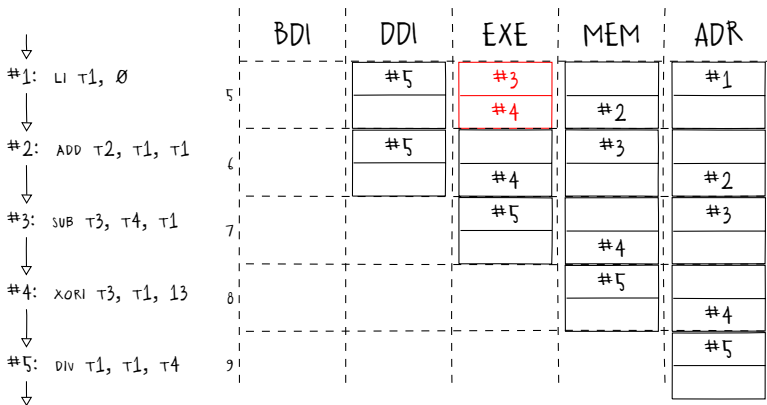 BDI DDI EXE MEM ADR
#1: LI T1, Ø
5 #5 #3 #1
#4 #2
#2: ADD T2, T1, T1
6 #5 #3
#4 #2
#3: SUB T3, T4, T1
7 #5 #3
#4
#4: XORI T3, T1, 13
8 #5
#4
#5: DIV T1, T1, T4
9 #5